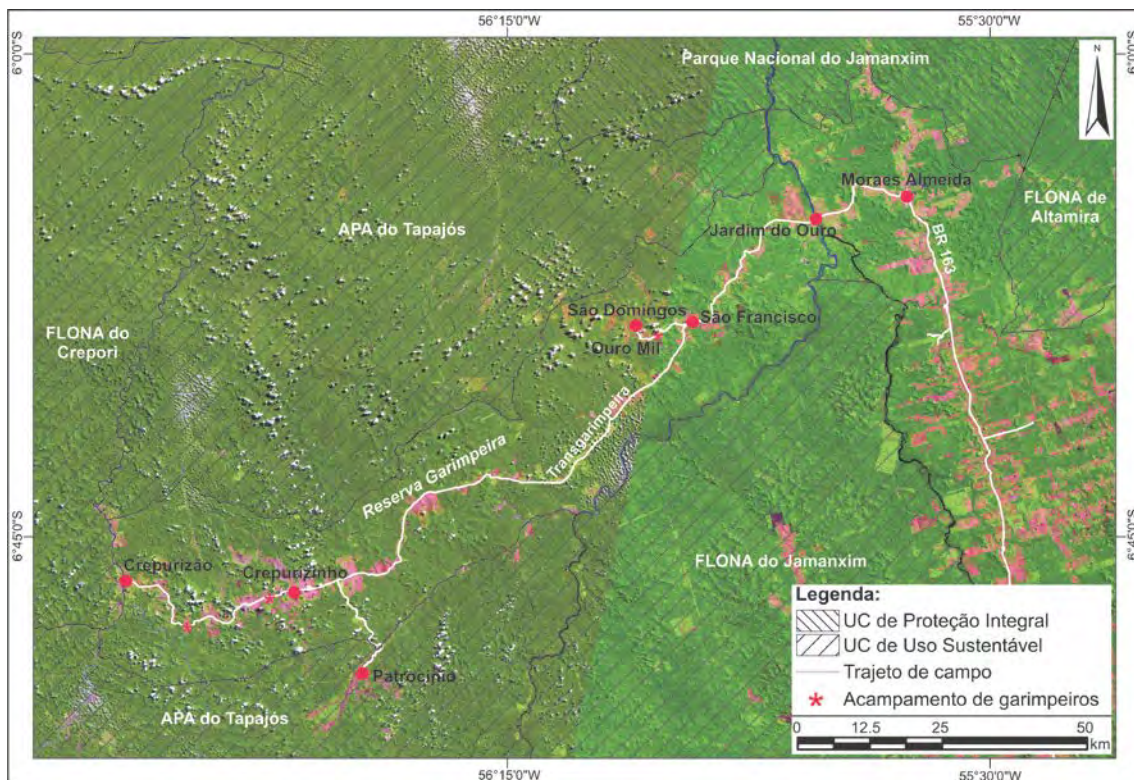 56°15'0"W
55°30'0"W
6°0'0"S
6°0'0"S
Parque Nacional do Jamanxim
N
Moraes Almeida
FLONA de
Altamira
APA do Tapajós
Jardim do Ouro
BR 163
São Domingos
São Francisco
FLONA do
Crepori
Ouro Mil
Transgarimpeira
Reserva Garimpeira
6°45'0"S
6°45'0"S
Crepurizão
Crepurizinho
FLONA do Jamanxim
Patrocínio
APA do Tapajós
Legenda:
UC de Proteção Integral
UC de Uso Sustentável
Trajeto de campo
Acampamento de garimpeiros
0 12.5 25 50
km
56°15'0"W
55°30'0"W